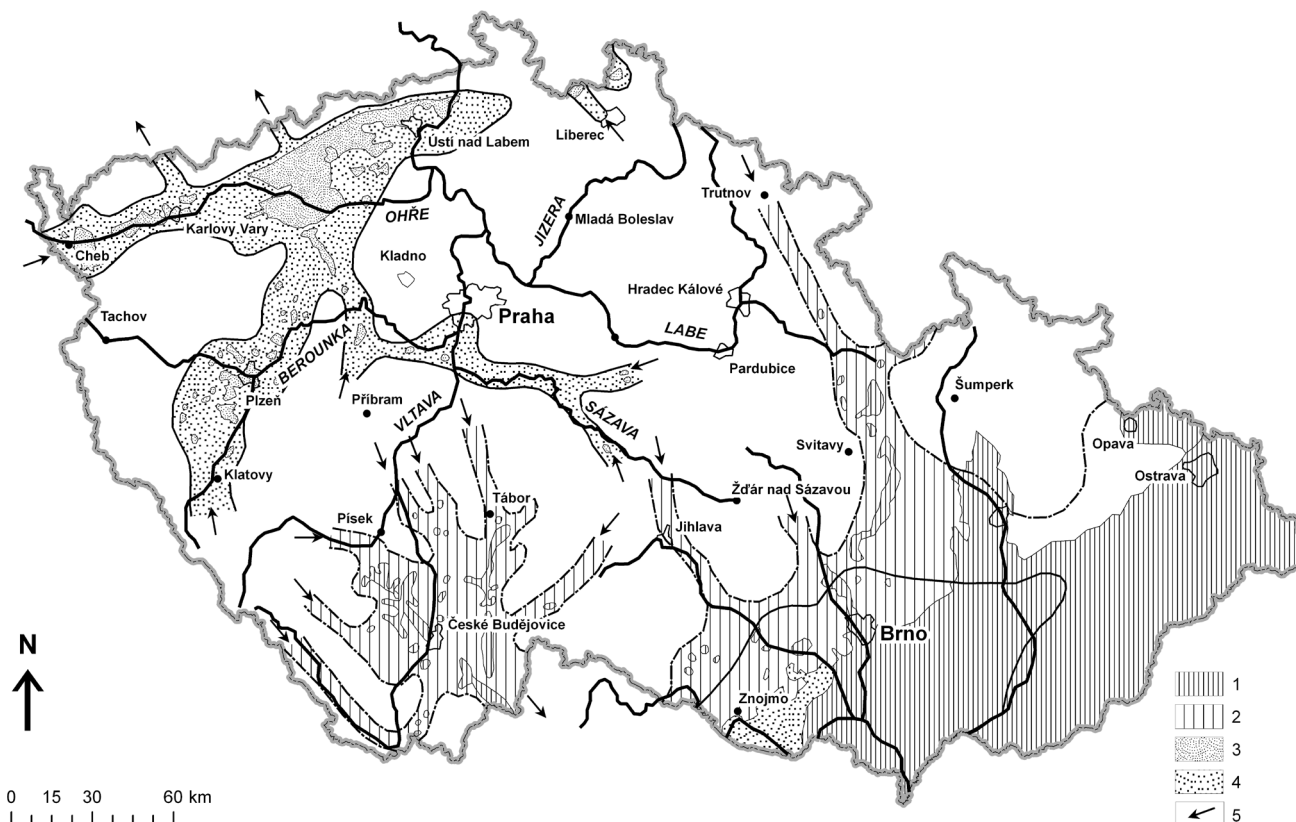 Ústí nad Labem
Liberec
Trutnov
OHŘE
JIZERA
Mladá Boleslav
Karlovy Vary
Cheb
Kladno
Hradec Králové
Praha
Tachov
LABE
BEROUNKA
Pardubice
Šumperk
Plzeň
Příbram
VLTAVA
SÁZAVA
Opava
Svitavy
Ostrava
Klatovy
Žďár nad Sázavou
Tábor
Písek
Jihlava
České Budějovice
Brno
N
Znojmo
1
2
3
4
5
0 15 30 60 km